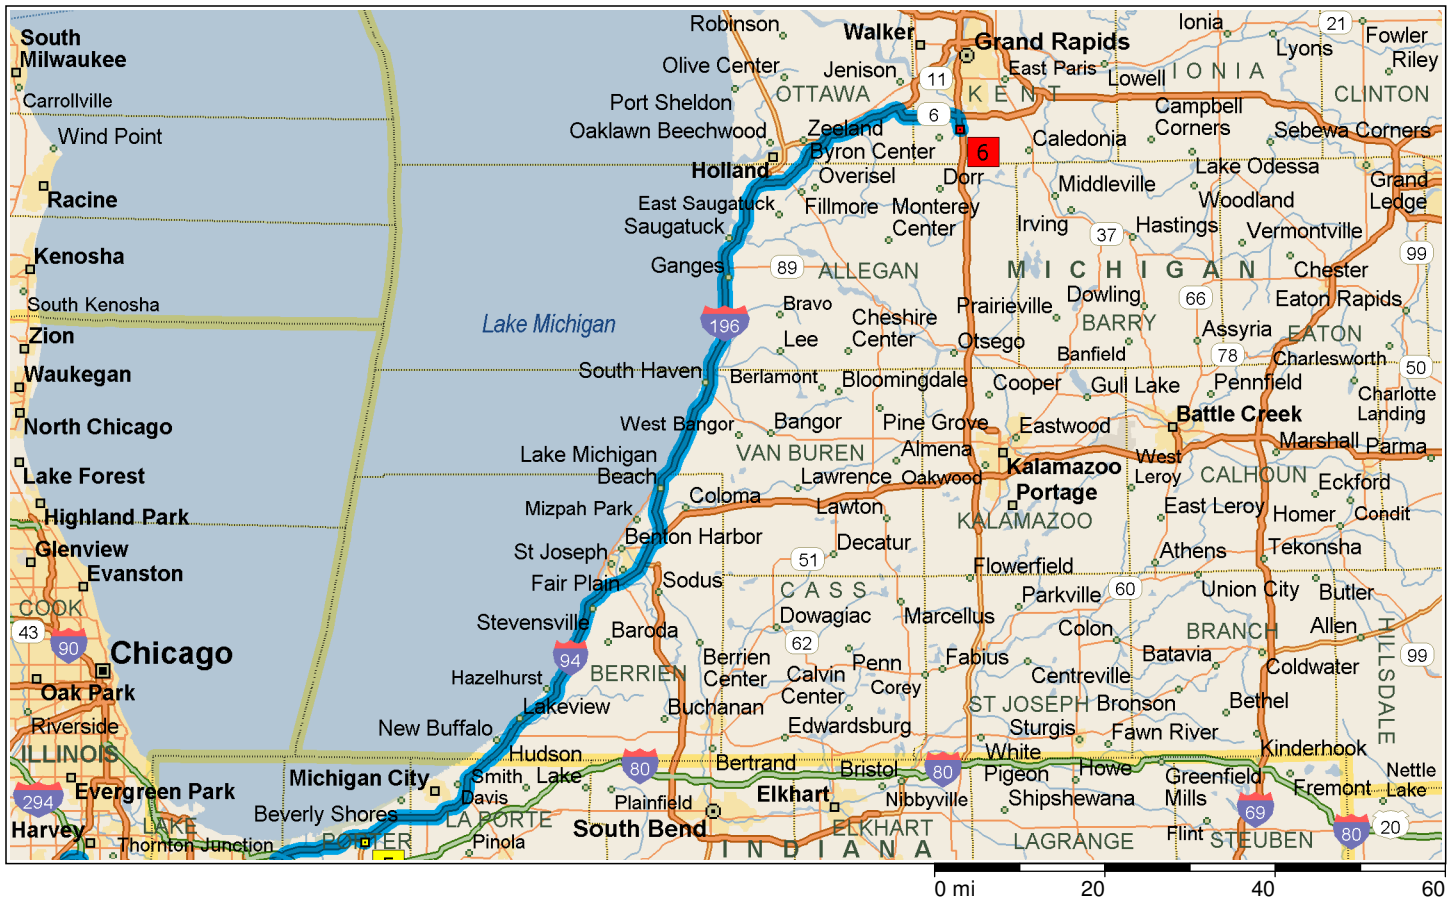 South
Milwaukee
Carrollville
Wind Point
Racine
Kenosha
South Kenosha
Zion
Waukegan
North Chicago
Lake Forest
Highland Park
Glenview
Evanston
COOK
43
90
Chicago
Oak Park
Riverside
ILLINOIS
294
Evergreen Park
Harvey
LAKE
Thornton Junction
Lake Michigan
Robinson
Walker
Grand Rapids
Ionia
21
Fowler
Lyons
Riley
Olive Center
Jenison
11
East Paris
Lowell
IONIA
OTTAWA
KENT
CLINTON
Port Sheldon
Campbell
Corners
6
Oaklawn Beechwood
Zeeland
Sebewa Corners
Byron Center
6
Caledonia
Holland
Overisel
Dorr
Lake Odessa
Middleville
Grand
Ledge
East Saugatuck
Fillmore
Monterey
Center
Woodland
Saugatuck
Irving
37
Hastings
Vermontville
Ganges
89
ALLEGAN
MICHIGAN
99
Chester
Bravo
Prairieville
Dowling
66
Eaton Rapids
196
Cheshire
Center
BARRY
Assyria
EATON
Lee
Otsego
Banfield
78
Charlesworth
South Haven
Berlamont
Bloomingdale
Cooper
Gull Lake
Pennfield
50
Charlotte
Landing
West Bangor
Bangor
Pine Grove
Eastwood
Battle Creek
Lake Michigan
Beach
VAN BUREN
Almena
Marshall
Parma
Kalamazoo
West
Leroy
CALHOUN
Lawrence
Oakwood
Portage
Eckford
Coloma
Lawton
Mizpah Park
KALAMAZOO
East Leroy
Homer
Condit
Benton Harbor
Decatur
St Joseph
51
Athens
Tekonsha
Fair Plain
Sodus
CASS
Flowerfield
60
Union City
Butler
Parkville
Stevensville
Dowagiac
Marcellus
Baroda
62
Colon
BRANCH
Allen
HILLSDALE
94
Berrien
Center
Penn
Fabius
Batavia
99
Coldwater
Hazelhurst
BERRIEN
Calvin
Center
Corey
Centreville
Lakeview
Buchanan
ST JOSEPH
Bronson
Bethel
New Buffalo
Edwardsburg
Sturgis
Fawn River
Hudson
White
Pigeon
Kinderhook
Michigan City
Smith
Lake
80
Bertrand
Bristol
80
Howe
Greenfield
Mills
Nettle
Lake
Davis
Fremont
Beverly Shores
Plainfield
Elkhart
Nibbyville
Shipshewana
69
LA PORTE
South Bend
ELKHART
Flint
80
20
PORTER
Pinola
INDIANA
LAGRANGE
STEUBEN
0 mi
20
40
60